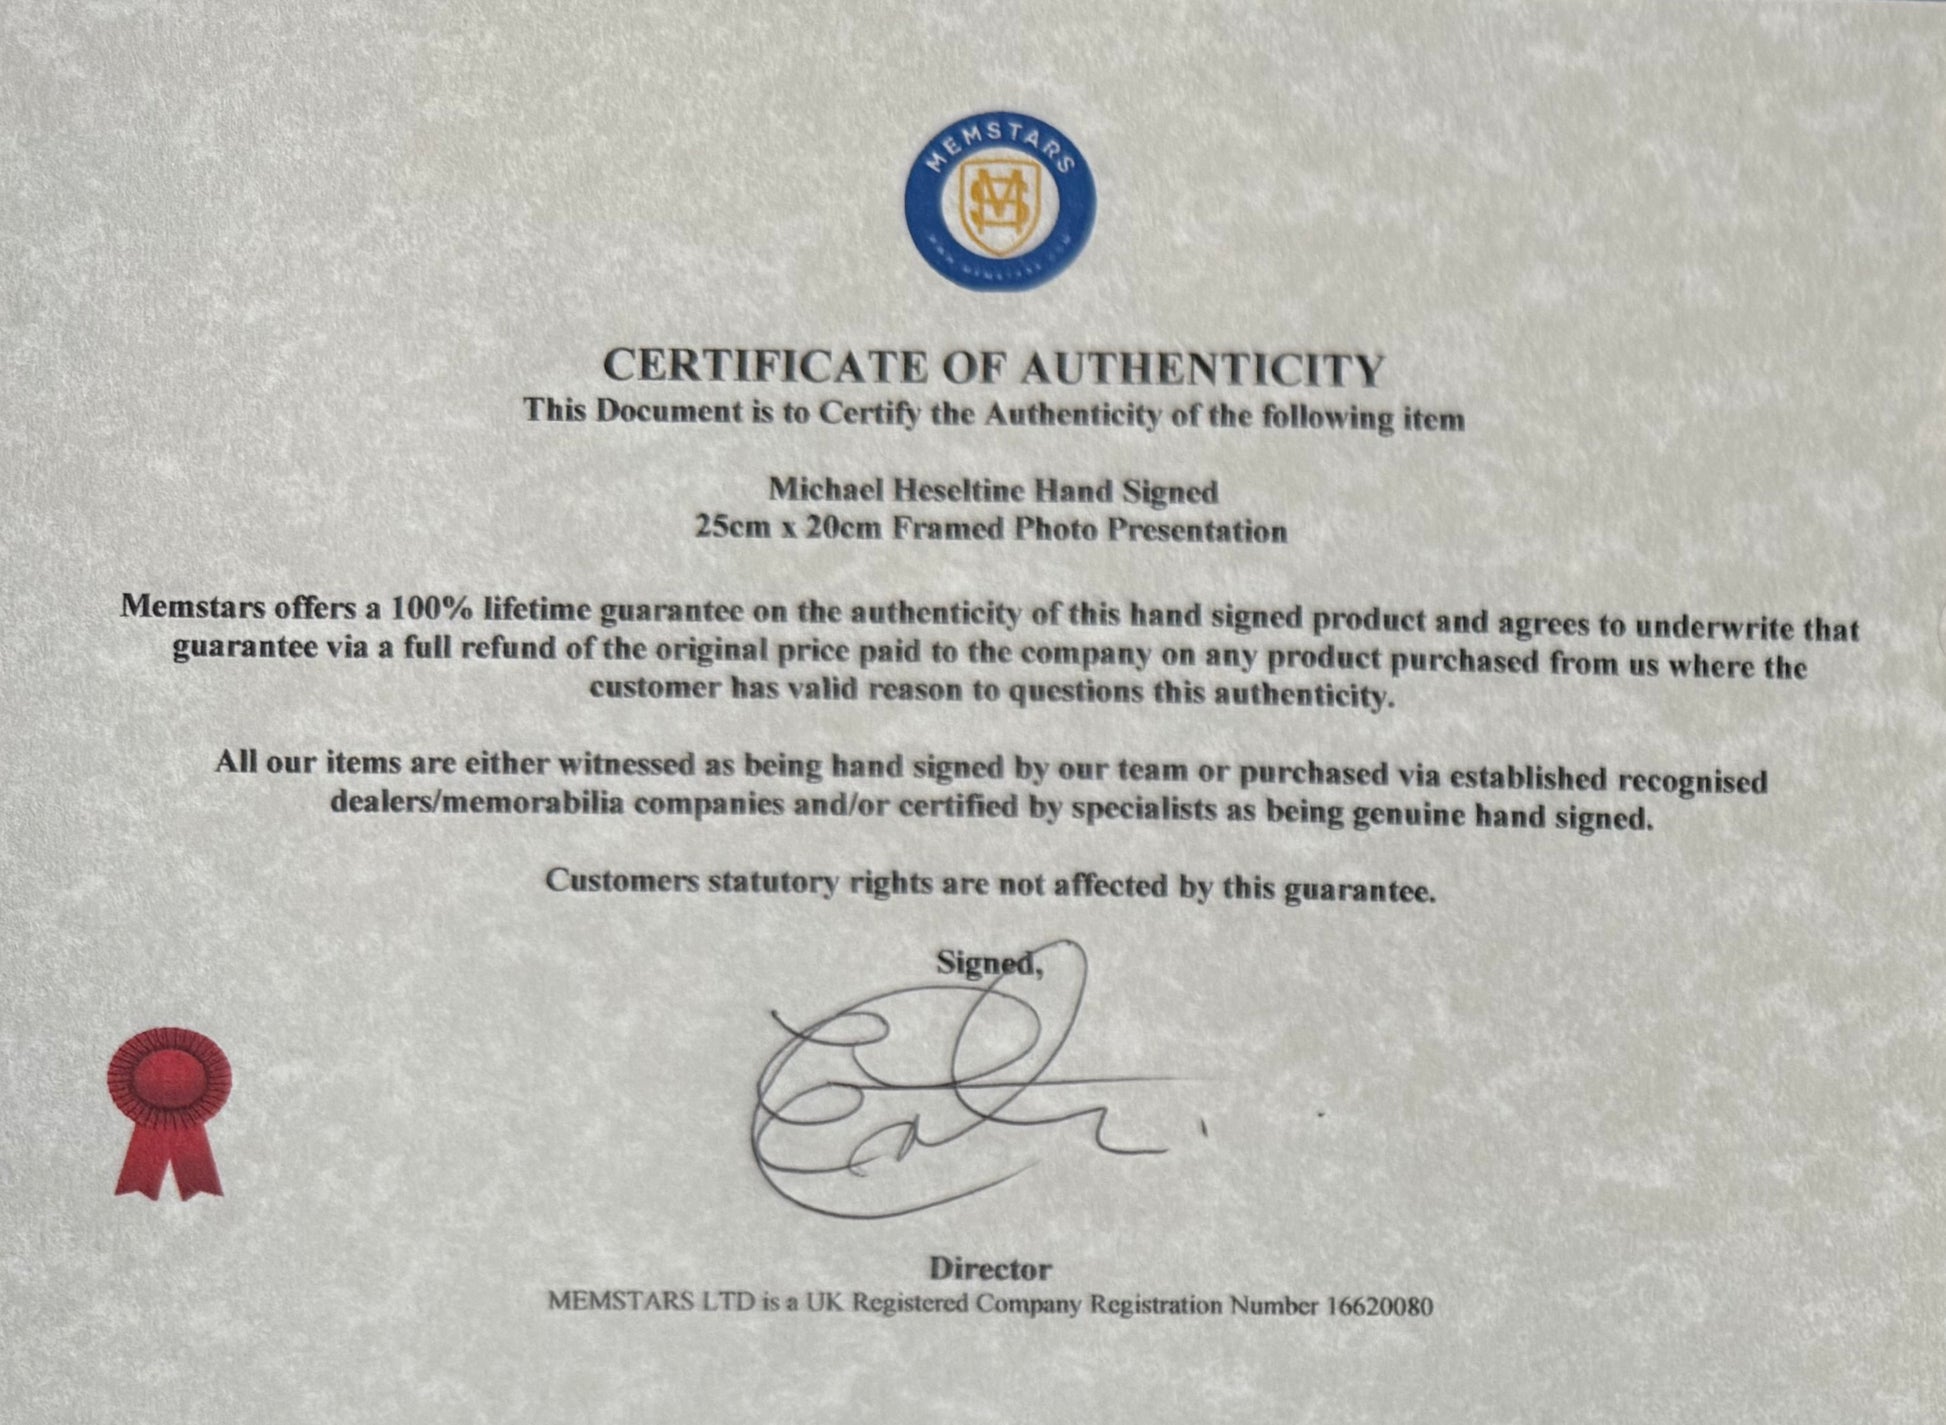 MEMSTARS
MS
CERTIFICATE OF AUTHENTICITY
This Document is to Certify the Authenticity of the following item
Michael Heseltine Hand Signed
25cm x 20cm Framed Photo Presentation
Memstars offers a 100% lifetime guarantee on the authenticity of this hand signed product and agrees to underwrite that
guarantee via a full refund of the original price paid to the company on any product purchased from us where the
customer has valid reason to questions this authenticity.
All our items are either witnessed as being hand signed by our team or purchased via established recognised
dealers/memorabilia companies and/or certified by specialists as being genuine hand signed.
Customers statutory rights are not affected by this guarantee.
Signed,
Director
MEMSTARS LTD is a UK Registered Company Registration Number 16620080